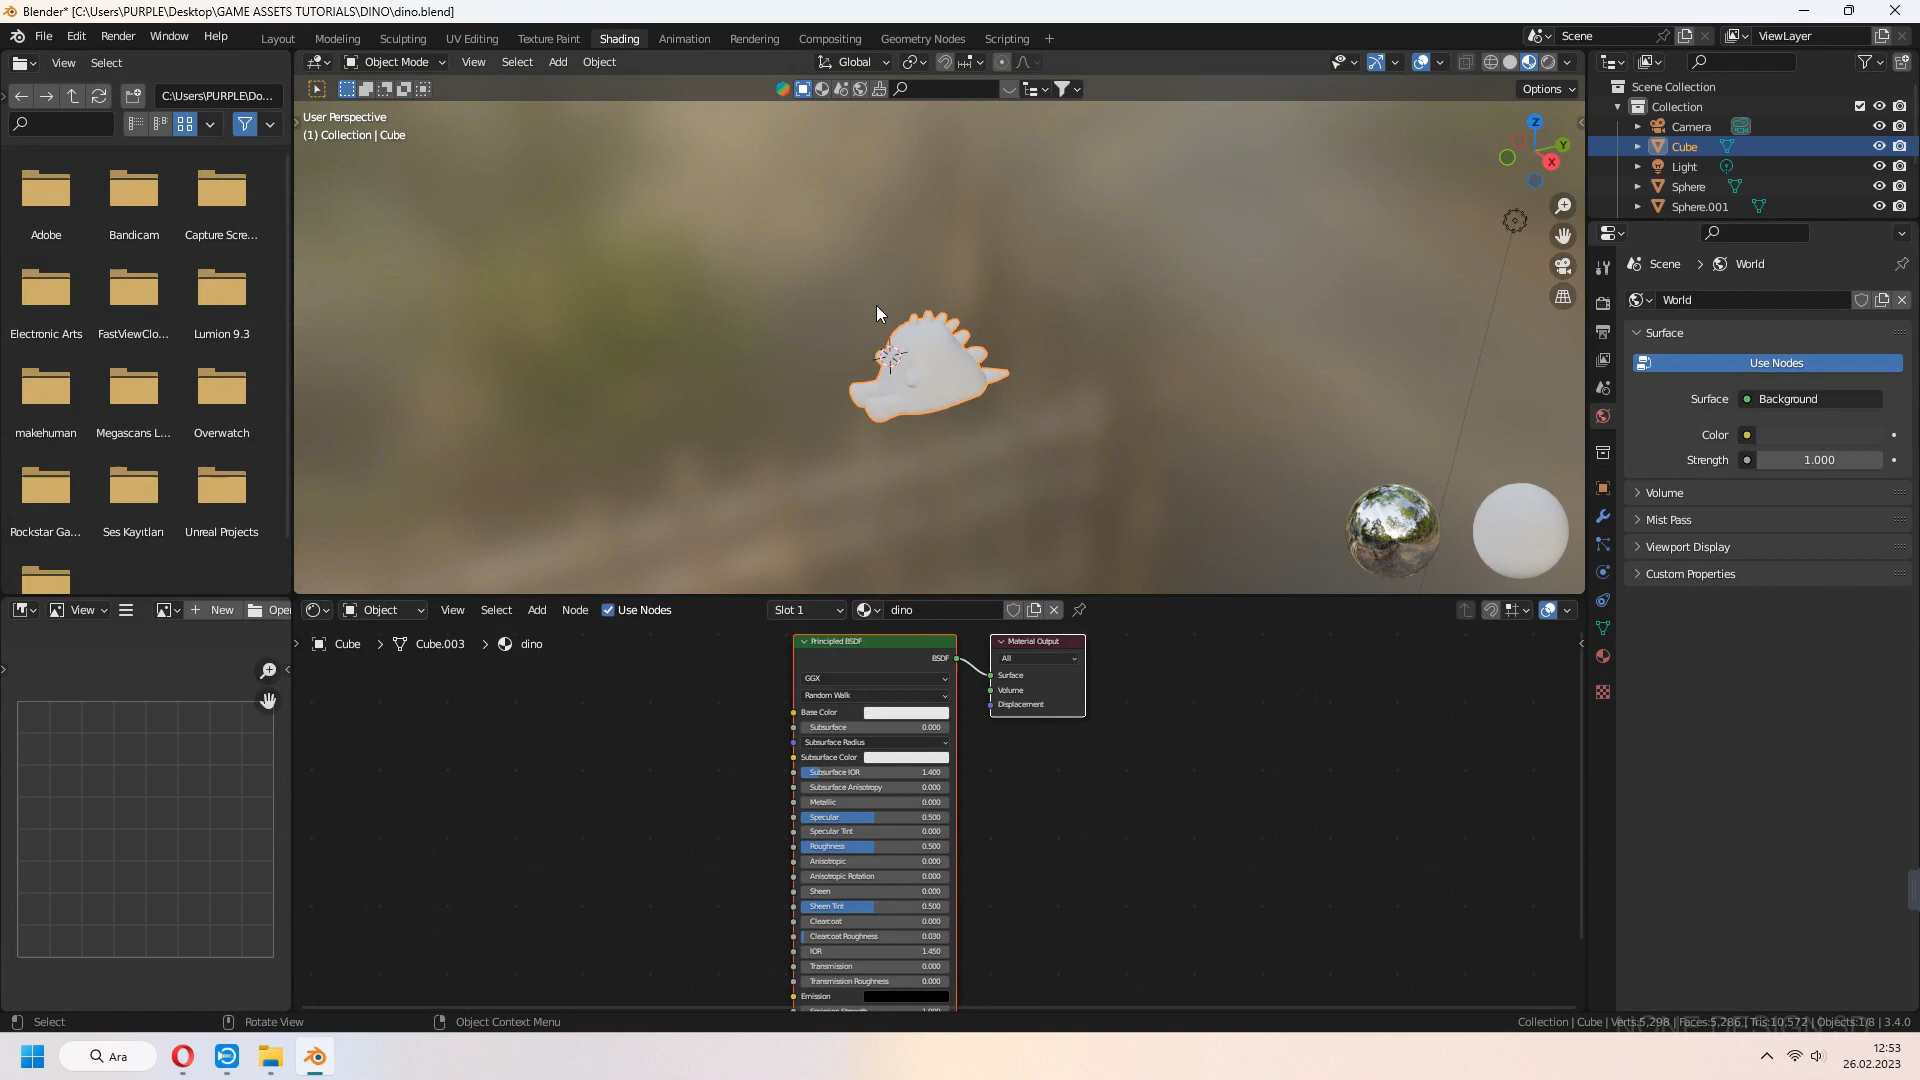 Blender* [C:\Users\PURPLE\Desktop\GAME ASSETS TUTORIALS\DINO\dino.blend]
File Edit Render Window Help
Layout Modeling Sculpting UV Editing Texture Paint Shading Animation Rendering Compositing Geometry Nodes Scripting
Scene
ViewLayer
View Select
Object Mode View Select Add Object
Global
C:\Users\PURPLE\Do...
Options
User Perspective
(1) Collection | Cube
Z
Y
X
Scene Collection
Collection
Camera
Cube
Light
Sphere
Sphere.001
Adobe Bandicam Capture Scre...
Electronic Arts FastViewClo... Lumion 9.3
makehuman Megascans L... Overwatch
Rockstar Ga... Ses Kayıtları Unreal Projects
Scene > World
World
Surface
Use Nodes
Surface Background
Color
Strength 1.000
Volume
Mist Pass
Viewport Display
Custom Properties
View New Open
Object View Select Add Node Use Nodes
Slot 1 dino
Cube > Cube.003 > dino
Principled BSDF
BSDF
GGX
Random Walk
Base Color
Subsurface 0.000
Subsurface Radius
Subsurface Color
Subsurface IOR 1.400
Subsurface Anisotropy 0.000
Metallic 0.000
Specular 0.500
Specular Tint 0.000
Roughness 0.500
Anisotropic 0.000
Anisotropic Rotation 0.000
Sheen 0.000
Sheen Tint 0.500
Clearcoat 0.000
Clearcoat Roughness 0.030
IOR 1.450
Transmission 0.000
Transmission Roughness 0.000
Emission
Material Output
All
Surface
Volume
Displacement
Select Rotate View Object Context Menu
Collection | Cube | Verts:5,298 | Faces:5,286 | Tris:10,572 | Objects:1/8 | 3.4.0
Ara
REC
12:53
26.02.2023